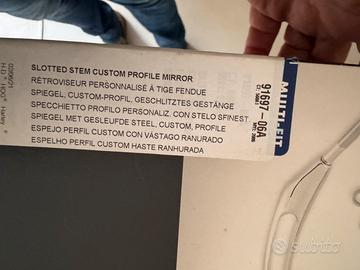 SLOTTED STEM CUSTOM PROFILE MIRROR
RÉTROVISEUR PERSONNALISÉ À TIGE FENDUE
SPIEGEL, CUSTOM-PROFIL, GESCHLITZTES GESTÄNGE
SPECCHIETTO PROFILO PERSONALIZ. CON STELO SFINEST.
SPIEGEL MET GESLEUFDE STEEL, CUSTOM, PROFILE
ESPEJO PERFIL CUSTOM CON VÁSTAGO RANURADO
ESPELHO PERFIL CUSTOM HASTE RANHURADA
91697-06A
MULTI-FIT
H-D® HOG® Harley®
subito